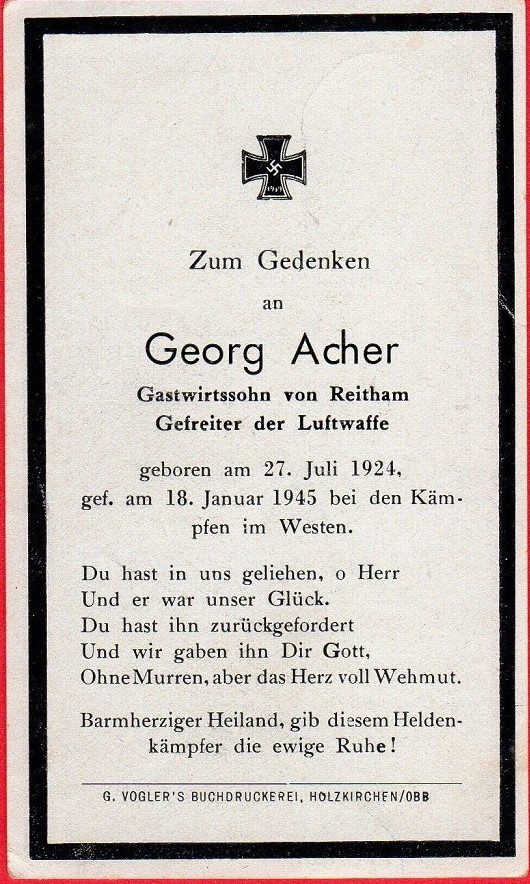 1939
Zum Gedenken
an
Georg Acher
Gastwirtssohn von Reitham
Gefreiter der Luftwaffe
geboren am 27. Juli 1924,
gef. am 18. Januar 1945 bei den Käm-
pfen im Westen.
Du hast in uns geliehen, o Herr
Und er war unser Glück.
Du hast ihn zurückgefordert
Und wir gaben ihn Dir Gott,
Ohne Murren, aber das Herz voll Wehmut.
Barmherziger Heiland, gib diesem Helden-
kämpfer die ewige Ruhe!
G. VOGLER'S BUCHDRUCKEREI, HOLZKIRCHEN/OBB